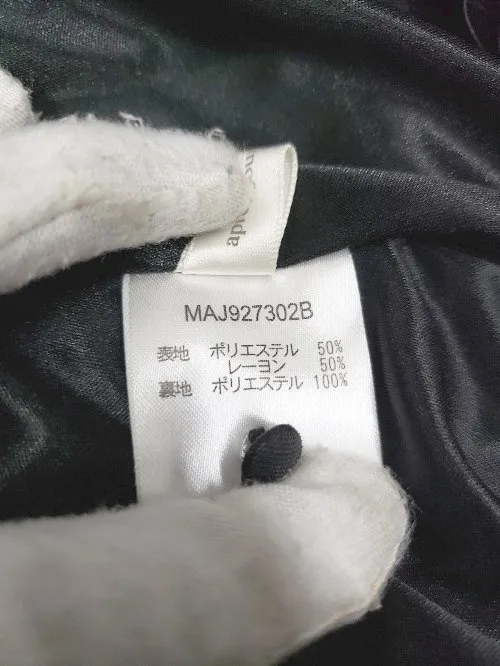 MAJ927302B
表地 ポリエステル 50%
レーヨン 50%
裏地 ポリエステル 100%